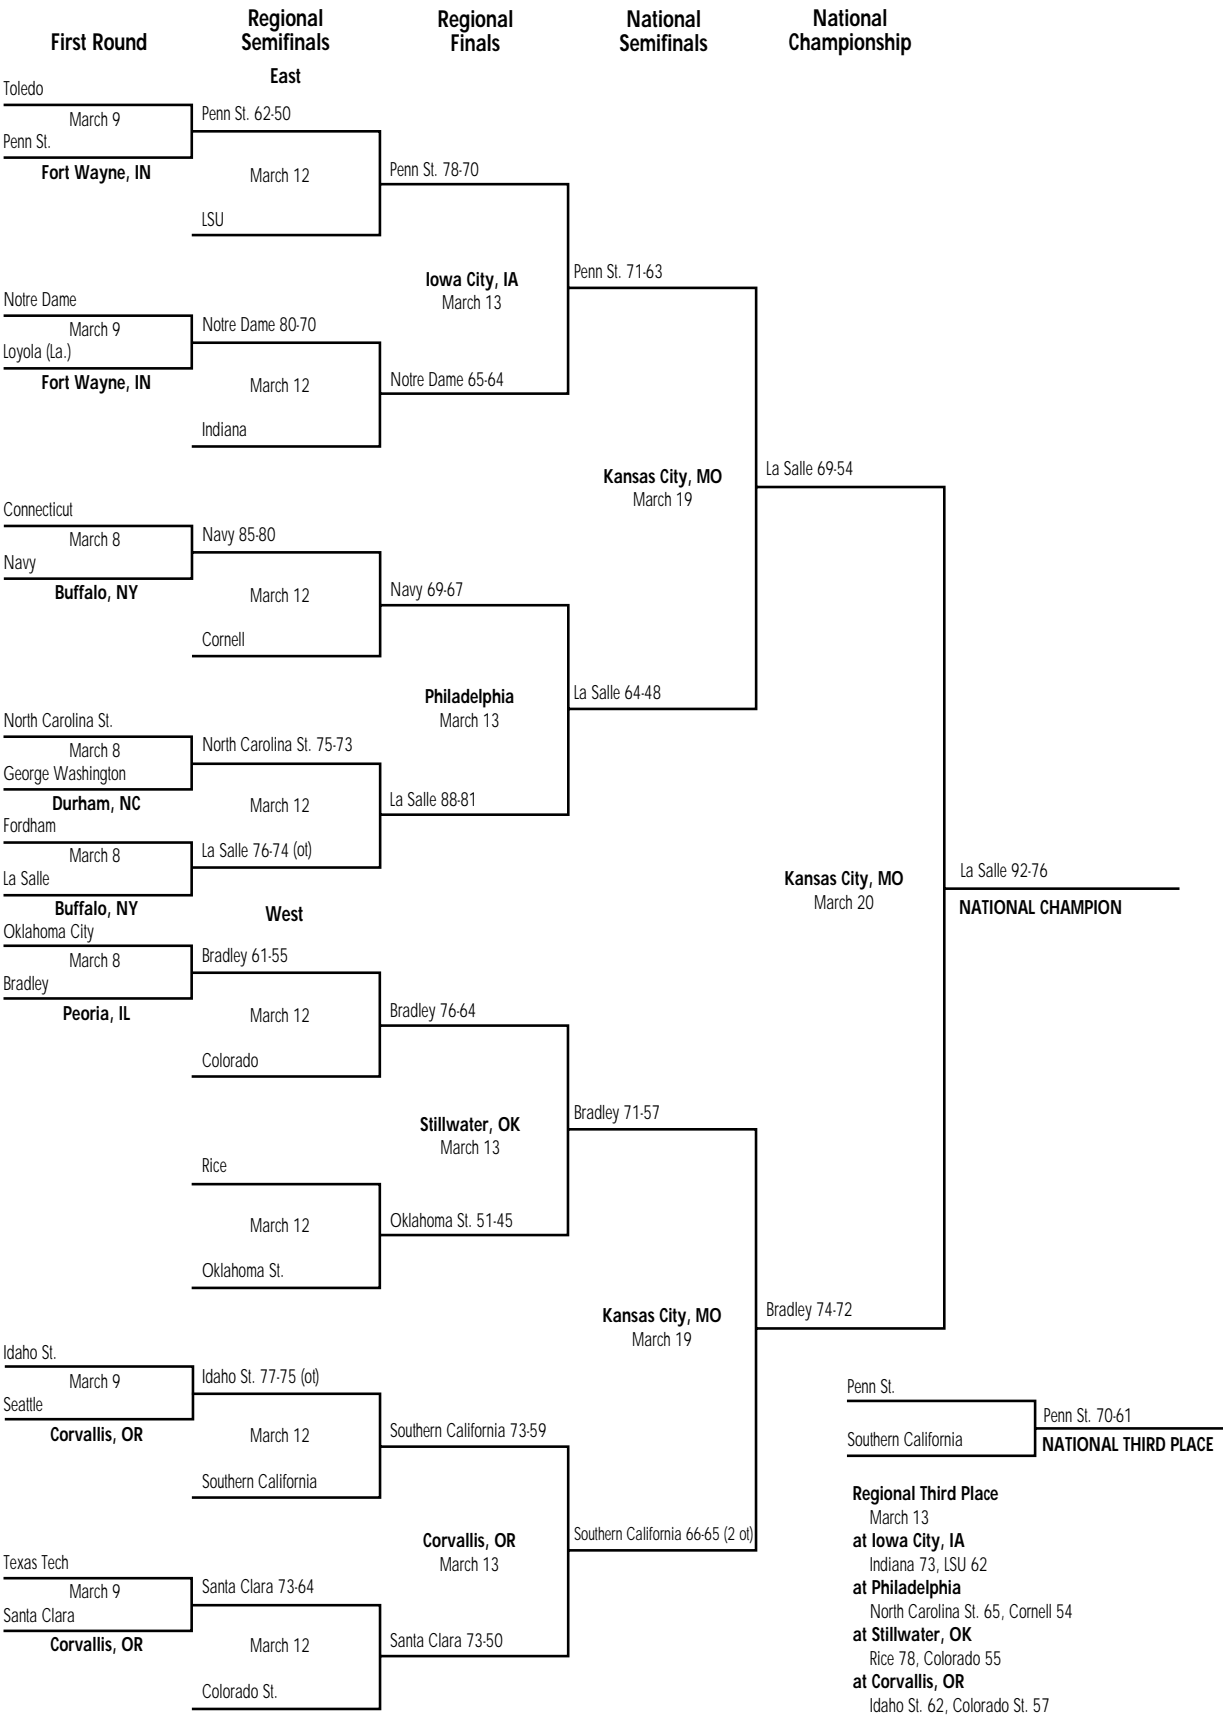 First Round
Regional
Semifinals
Regional
Finals
National
Semifinals
National
Championship
East
Toledo
March 9
Penn St.
Fort Wayne, IN
Penn St. 62-50
March 12
LSU
Penn St. 78-70
Notre Dame
March 9
Loyola (La.)
Fort Wayne, IN
Notre Dame 80-70
March 12
Indiana
Notre Dame 65-64
Iowa City, IA
March 13
Penn St. 71-63
Connecticut
March 8
Navy
Buffalo, NY
Navy 85-80
March 12
Cornell
Navy 69-67
North Carolina St.
March 8
George Washington
Durham, NC
North Carolina St. 75-73
March 12
Fordham
March 8
La Salle
Buffalo, NY
La Salle 76-74 (ot)
La Salle 88-81
Philadelphia
March 13
La Salle 64-48
Kansas City, MO
March 19
La Salle 69-54
West
Oklahoma City
March 8
Bradley
Peoria, IL
Bradley 61-55
March 12
Colorado
Bradley 76-64
Rice
March 12
Oklahoma St.
Oklahoma St. 51-45
Stillwater, OK
March 13
Bradley 71-57
Idaho St.
March 9
Seattle
Corvallis, OR
Idaho St. 77-75 (ot)
March 12
Southern California
Southern California 73-59
Texas Tech
March 9
Santa Clara
Corvallis, OR
Santa Clara 73-64
March 12
Colorado St.
Santa Clara 73-50
Corvallis, OR
March 13
Southern California 66-65 (2 ot)
Kansas City, MO
March 19
Bradley 74-72
Kansas City, MO
March 20
La Salle 92-76
NATIONAL CHAMPION
Penn St.
Southern California
Penn St. 70-61
NATIONAL THIRD PLACE
Regional Third Place
March 13
at Iowa City, IA
Indiana 73, LSU 62
at Philadelphia
North Carolina St. 65, Cornell 54
at Stillwater, OK
Rice 78, Colorado 55
at Corvallis, OR
Idaho St. 62, Colorado St. 57